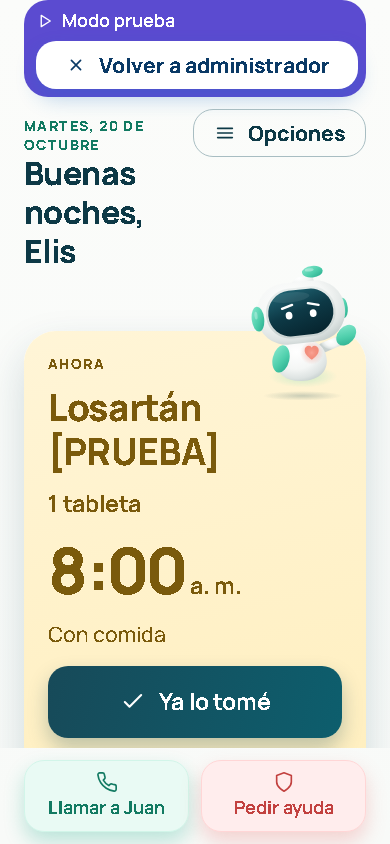 Modo prueba
Volver a administrador
MARTES, 20 DE
OCTUBRE
Opciones
Buenas
noches,
Elis
AHORA
Losartán
[PRUEBA]
1 tableta
8:00 a. m.
Con comida
Ya lo tomé
Llamar a Juan
Pedir ayuda